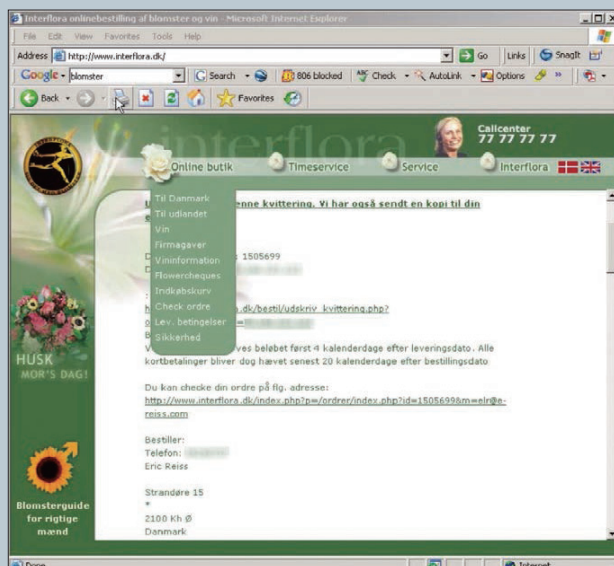 Interflora onlinebestilling af blomster og vin - Microsoft Internet Explorer
File Edit View Favorites Tools Help
Address http://www.interflora.dk/ Go Links SnagIt
Google - blomster Search 806 blocked Check AutoLink Options
Back Favorites
interflora
Callcenter
77 77 77 77
Online butik Timeservice Service Interflora
Til Danmark
Til udlandet
Vin
Firmagaver
Vininformation
Flowercheques
Indkøbskurv
Check ordre
Lev. betingelser
Sikkerhed
enne kvittering. Vi har også sendt en kopi til din
: 1505699
.dk/bestil/udskriv_kvittering.php?
ves beløbet først 4 kalenderdage efter leveringsdato. Alle
kortbetalinger bliver dog hævet senest 20 kalenderdage efter bestillingsdato
Du kan checke din ordre på flg. adresse:
http://www.interflora.dk/index.php?p=/ordrer/index.php?id=1505699&m=elr@e-
reiss.com
Bestiller:
Telefon:
Eric Reiss
Strandøre 15
*
2100 Kh Ø
Danmark
HUSK
MOR'S DAG!
Blomsterguide
for rigtige
mænd
Done Internet